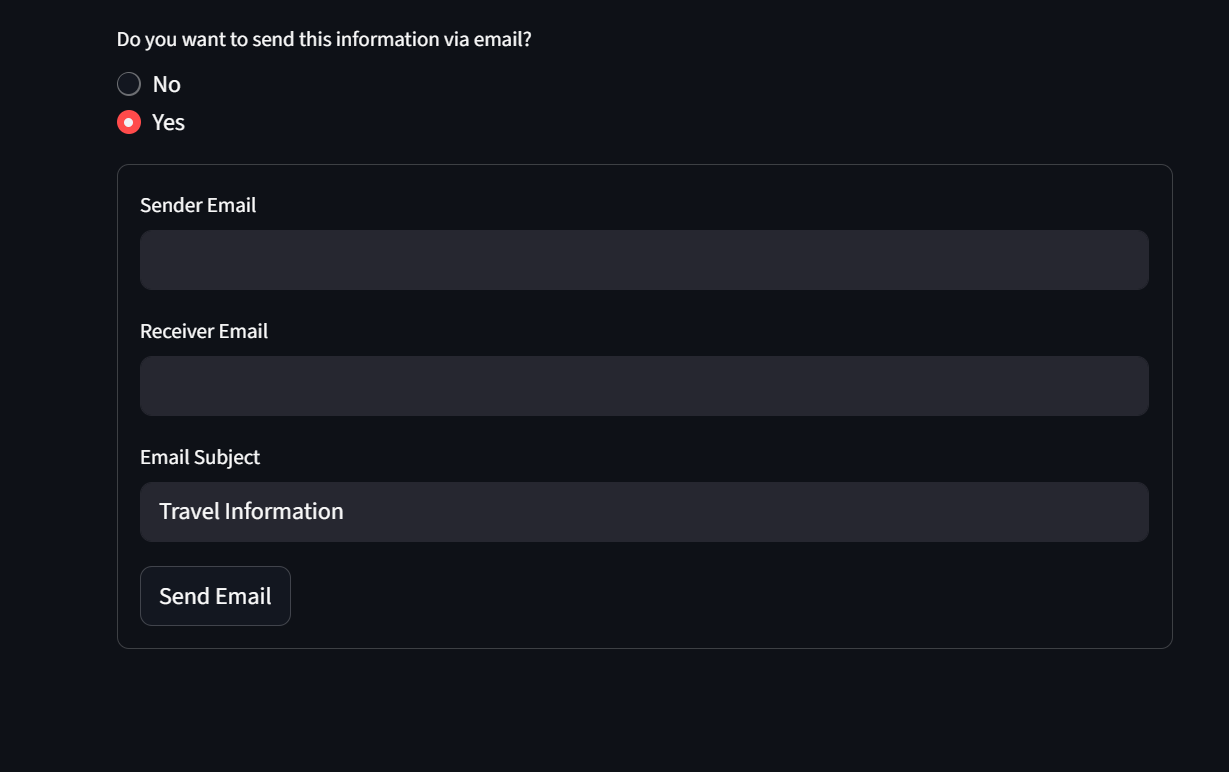 Do you want to send this information via email?
No
Yes
Sender Email
Receiver Email
Email Subject
Travel Information
Send Email